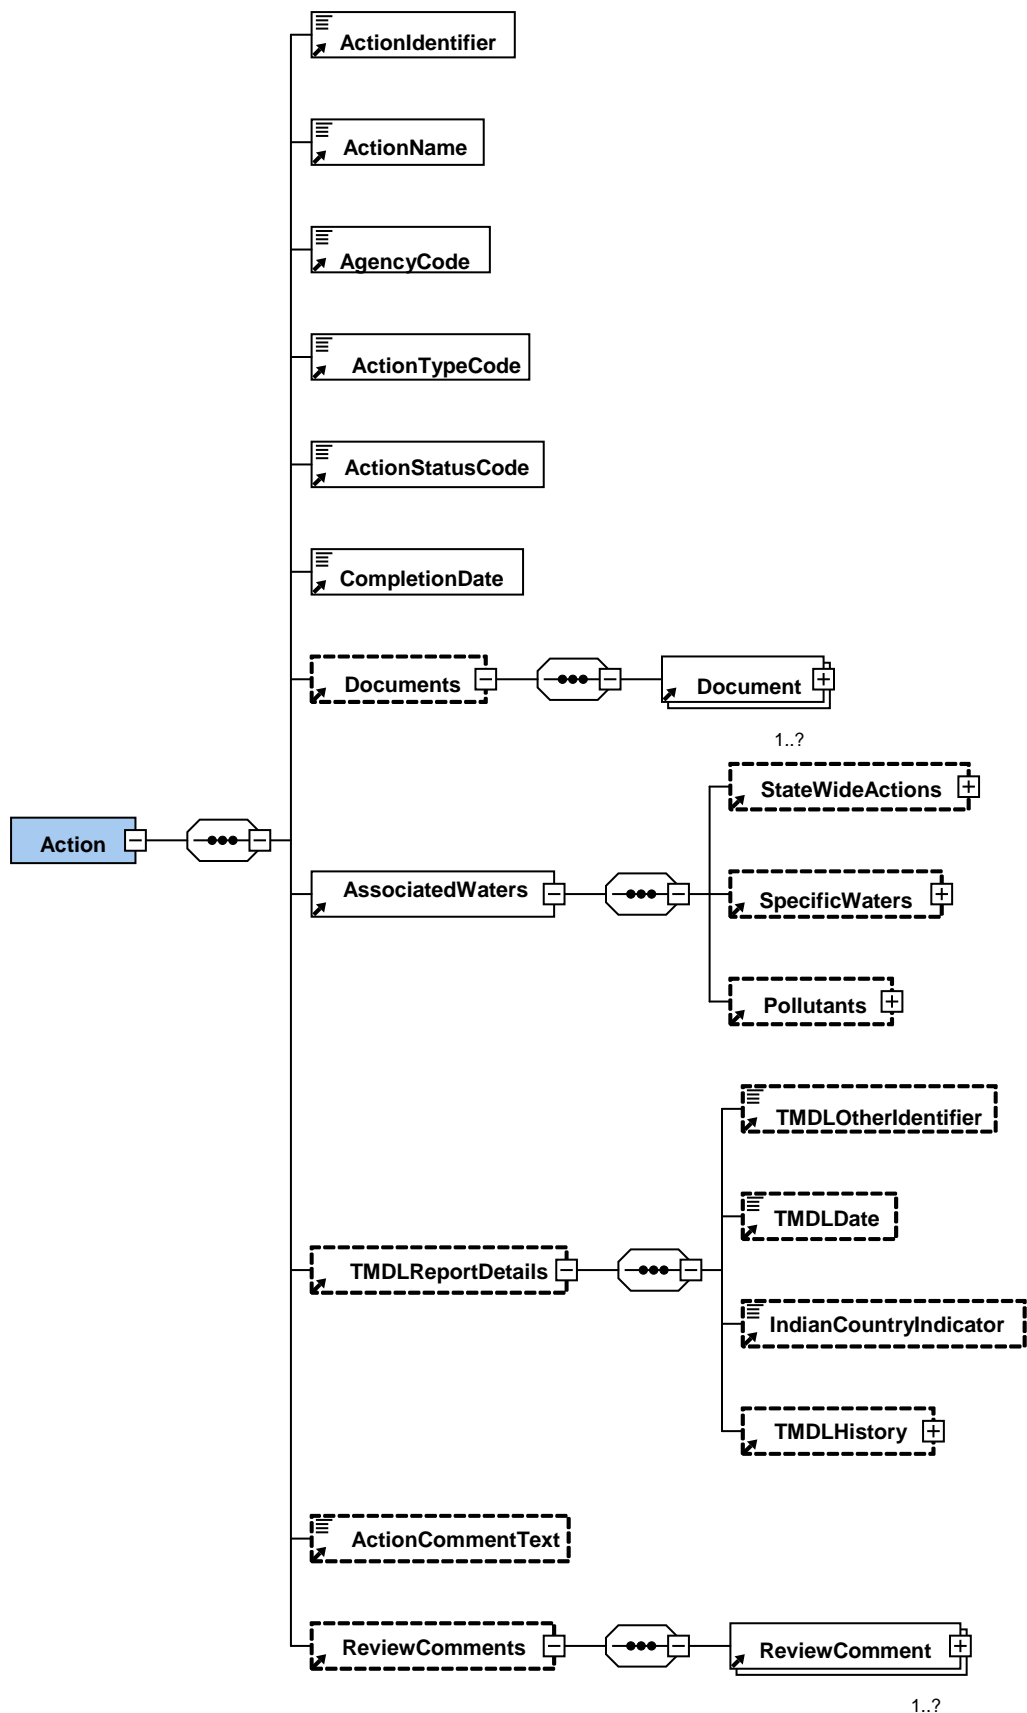 ActionIdentifier
ActionName
AgencyCode
ActionTypeCode
ActionStatusCode
CompletionDate
Documents
Document
1..?
StateWideActions
Action
AssociatedWaters
SpecificWaters
Pollutants
TMDLOtherIdentifier
TMDLDate
TMDLReportDetails
IndianCountryIndicator
TMDLHistory
ActionCommentText
ReviewComments
ReviewComment
1..?